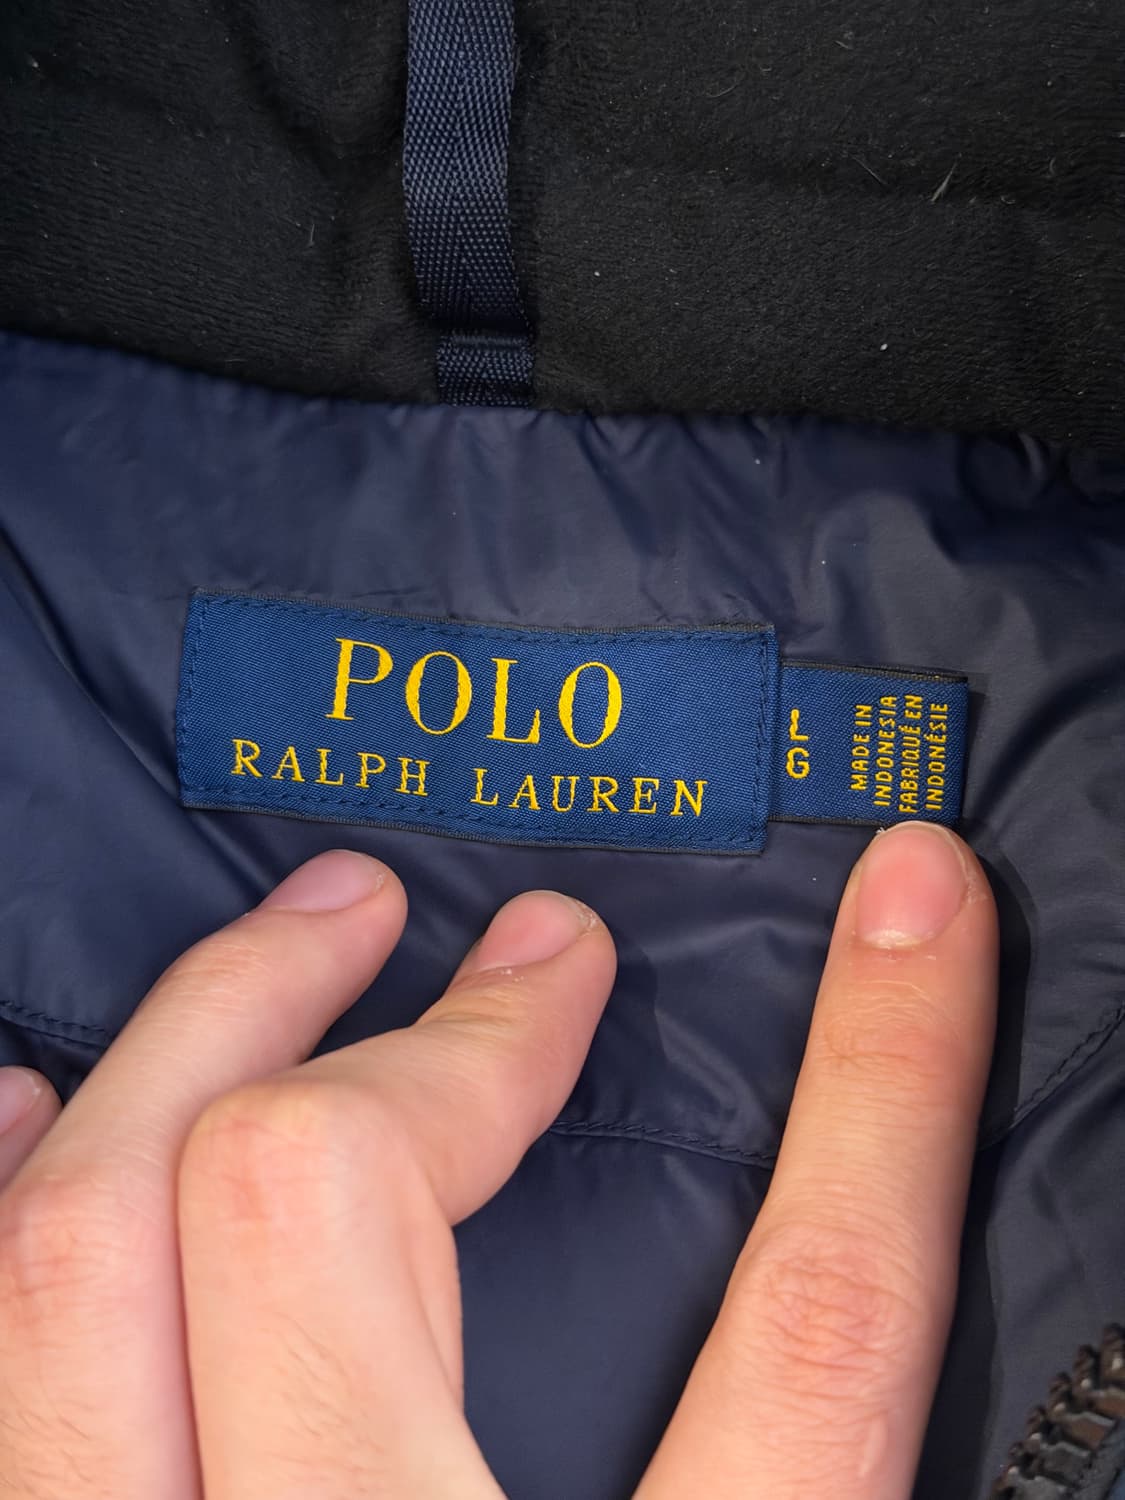 POLO
RALPH LAUREN
L
G
MADE IN
INDONESIA
FABRIQUÉ EN
INDONÉSIE